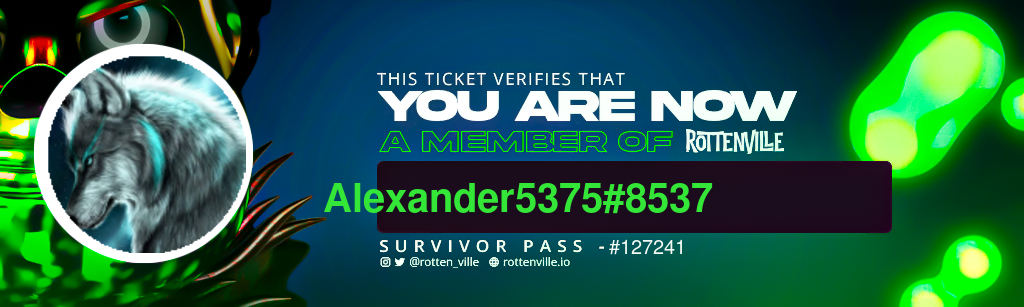 THIS TICKET VERIFIES THAT
YOU ARE NOW
A MEMBER OF ROTTENVILLE
Alexander5375#8537
SURVIVOR PASS - #127241
@rotten_ville rottenville.io